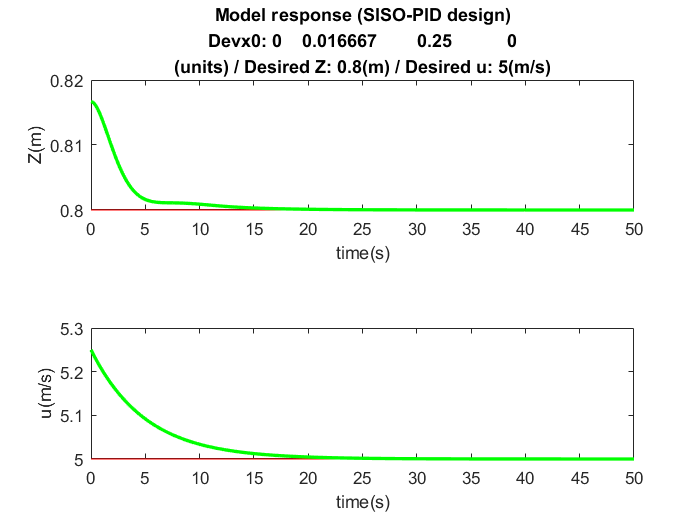 Model response (SISO-PID design)
Devx0: 0 0.016667 0.25 0
(units) / Desired Z: 0.8(m) / Desired u: 5(m/s)
0.82
0.81
0.8
Z(m)
0 5 10 15 20 25 30 35 40 45 50
time(s)
5.3
5.2
5.1
5
u(m/s)
0 5 10 15 20 25 30 35 40 45 50
time(s)